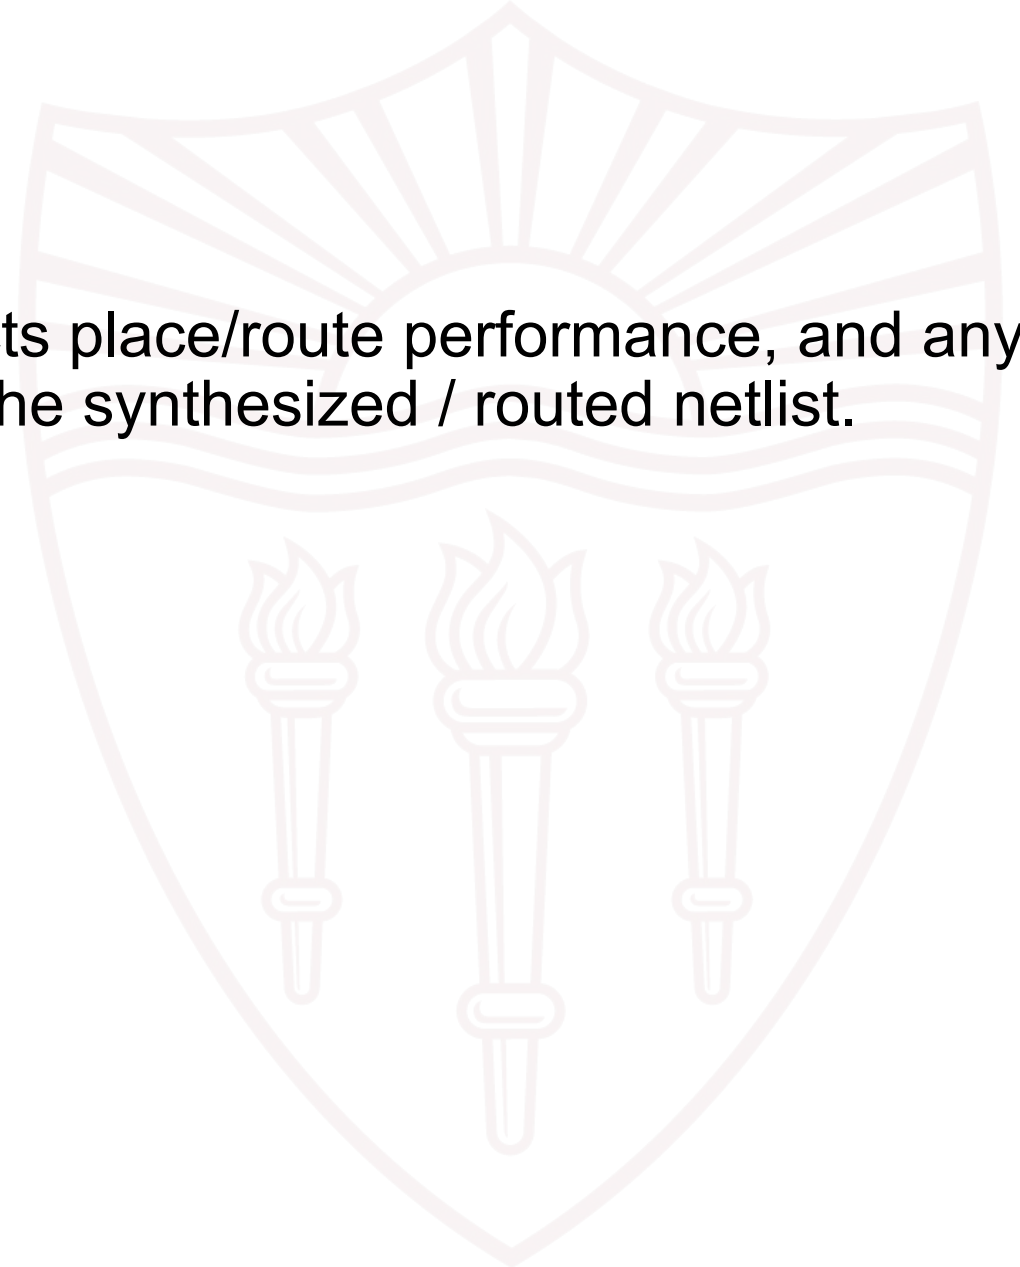 ts place/route performance, and any
he synthesized / routed netlist.